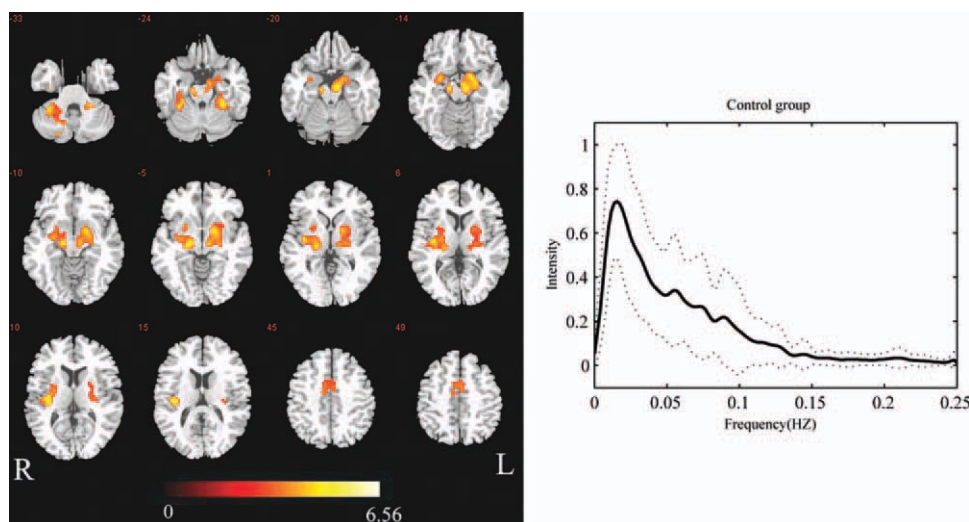 -33 -24 -20 -14
-10 -5 1 6
10 15 45 49
R L
0 6.56
Control group
1
0.8
0.6
0.4
0.2
0
Intensity
0 0.05 0.1 0.15 0.2 0.25
Frequency(HZ)